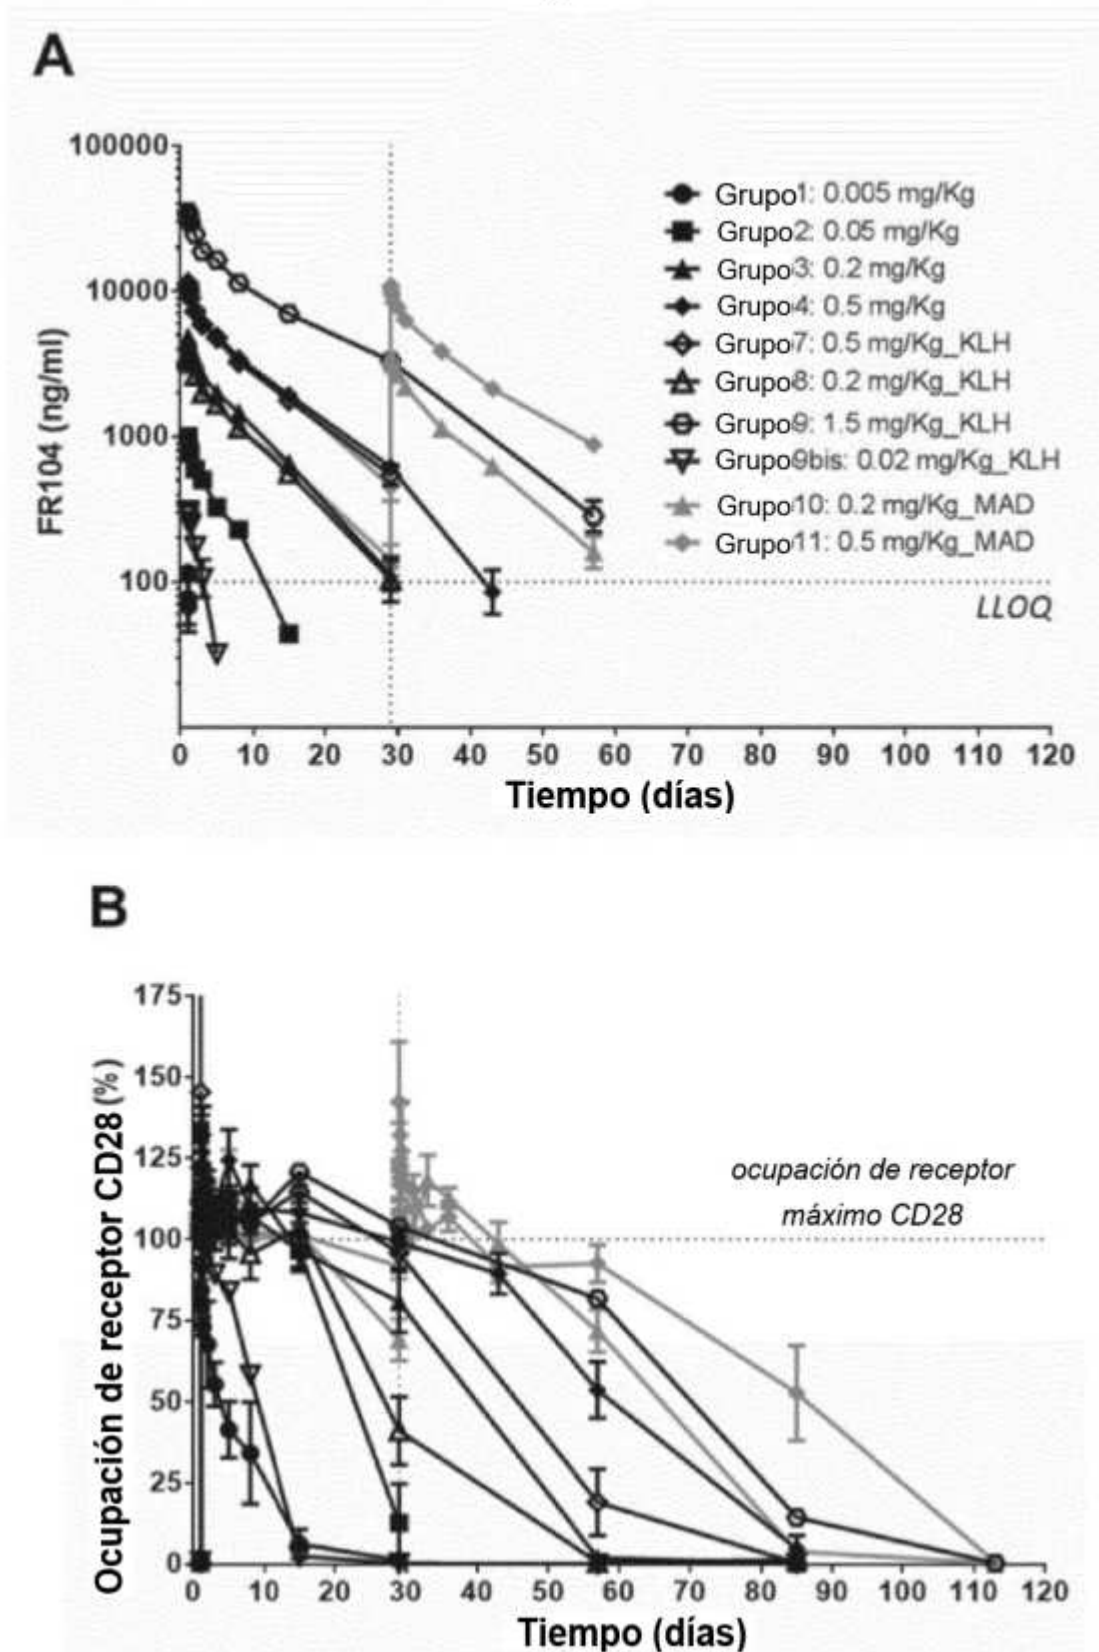 A
100000
10000
1000
100
FR104 (ng/ml)
Grupo1: 0.005 mg/Kg
Grupo2: 0.05 mg/Kg
Grupo3: 0.2 mg/Kg
Grupo4: 0.5 mg/Kg
Grupo7: 0.5 mg/Kg_KLH
Grupo8: 0.2 mg/Kg_KLH
Grupo9: 1.5 mg/Kg_KLH
Grupo9bis: 0.02 mg/Kg_KLH
Grupo10: 0.2 mg/Kg_MAD
Grupo11: 0.5 mg/Kg_MAD
LLOQ
0 10 20 30 40 50 60 70 80 90 100 110 120
Tiempo (días)
B
175
150
125
100
75
50
25
0
Ocupación de receptor CD28 (%)
ocupación de receptor
máximo CD28
0 10 20 30 40 50 60 70 80 90 100 110 120
Tiempo (días)